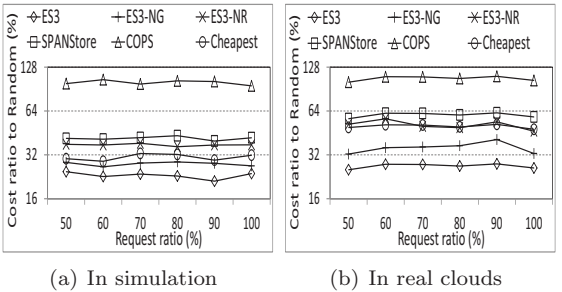 ES3 ES3-NG ES3-NR
SPANStore COPS Cheapest
Cost ratio to Random (%)
128
64
32
16
50 60 70 80 90 100
Request ratio (%)
(a) In simulation
ES3 ES3-NG ES3-NR
SPANStore COPS Cheapest
Cost ratio to Random (%)
128
64
32
16
50 60 70 80 90 100
Request ratio (%)
(b) In real clouds